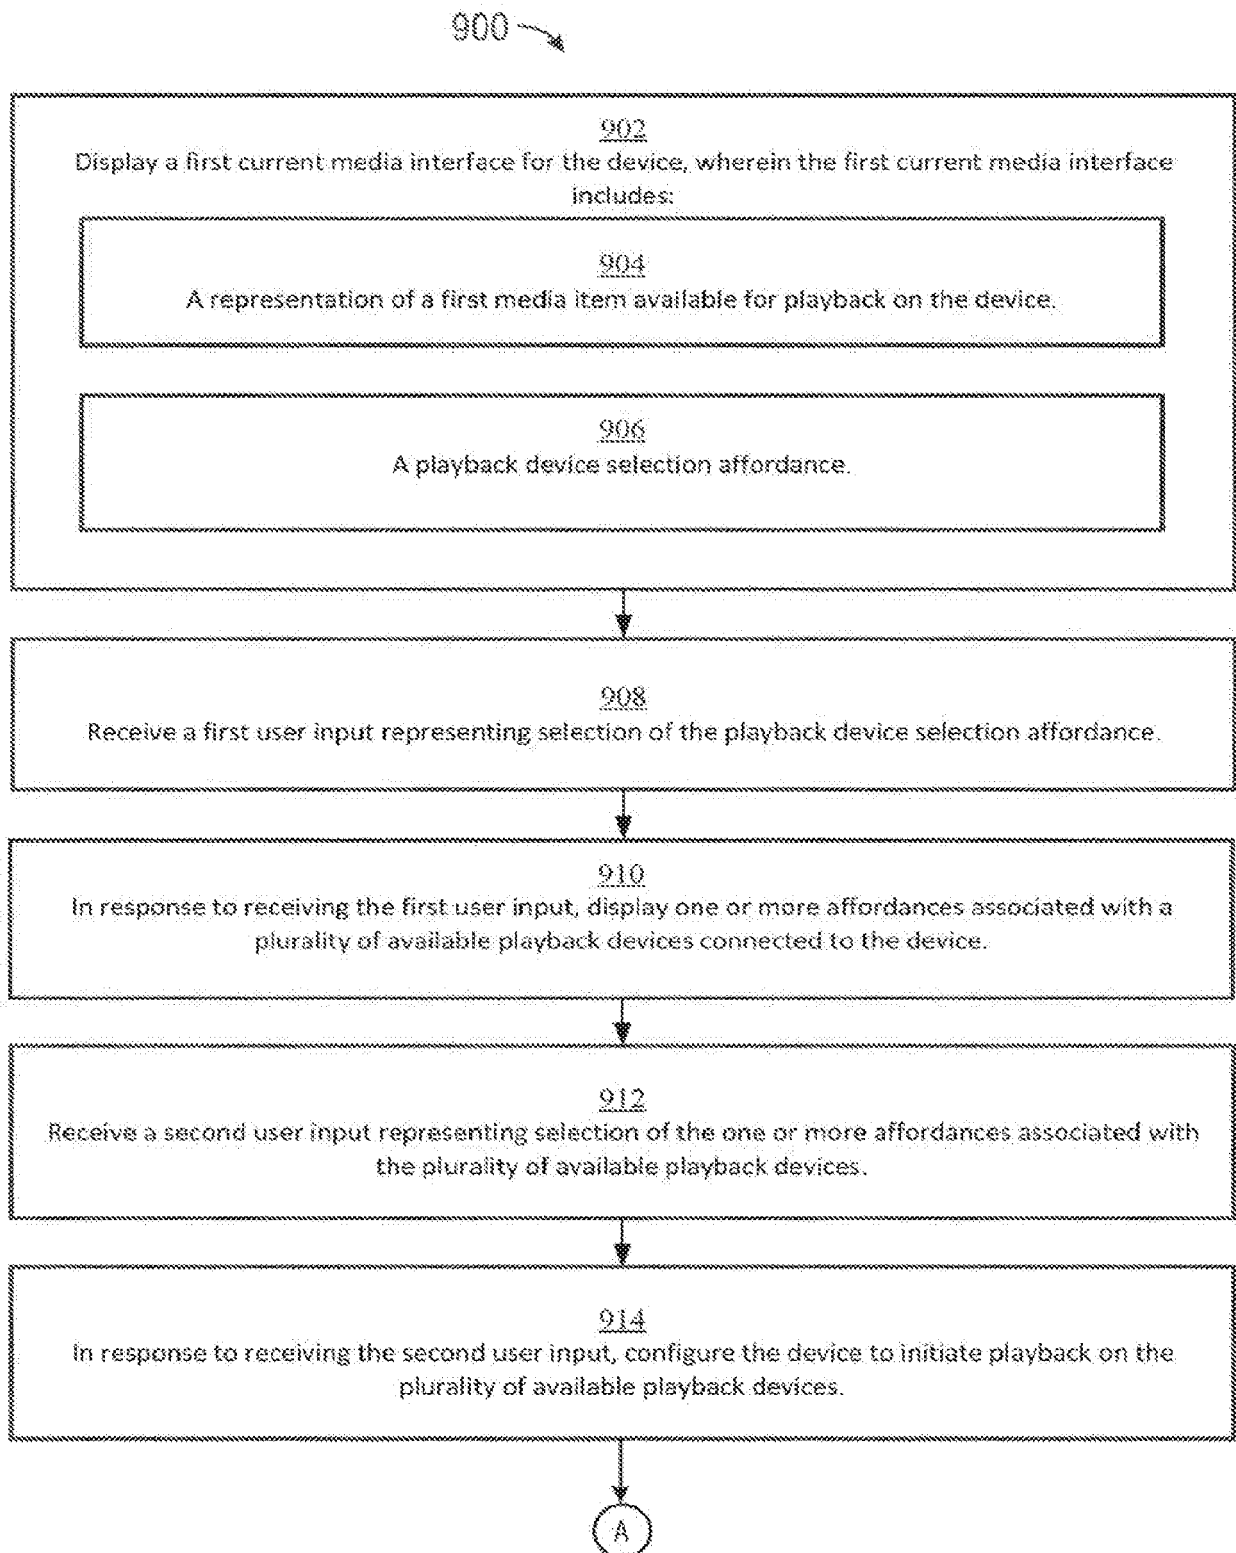 900
902
Display a first current media interface for the device, wherein the first current media interface
includes:
904
A representation of a first media item available for playback on the device.
906
A playback device selection affordance.
908
Receive a first user input representing selection of the playback device selection affordance.
910
In response to receiving the first user input, display one or more affordances associated with a
plurality of available playback devices connected to the device.
912
Receive a second user input representing selection of the one or more affordances associated with
the plurality of available playback devices.
914
In response to receiving the second user input, configure the device to initiate playback on the
plurality of available playback devices.
A